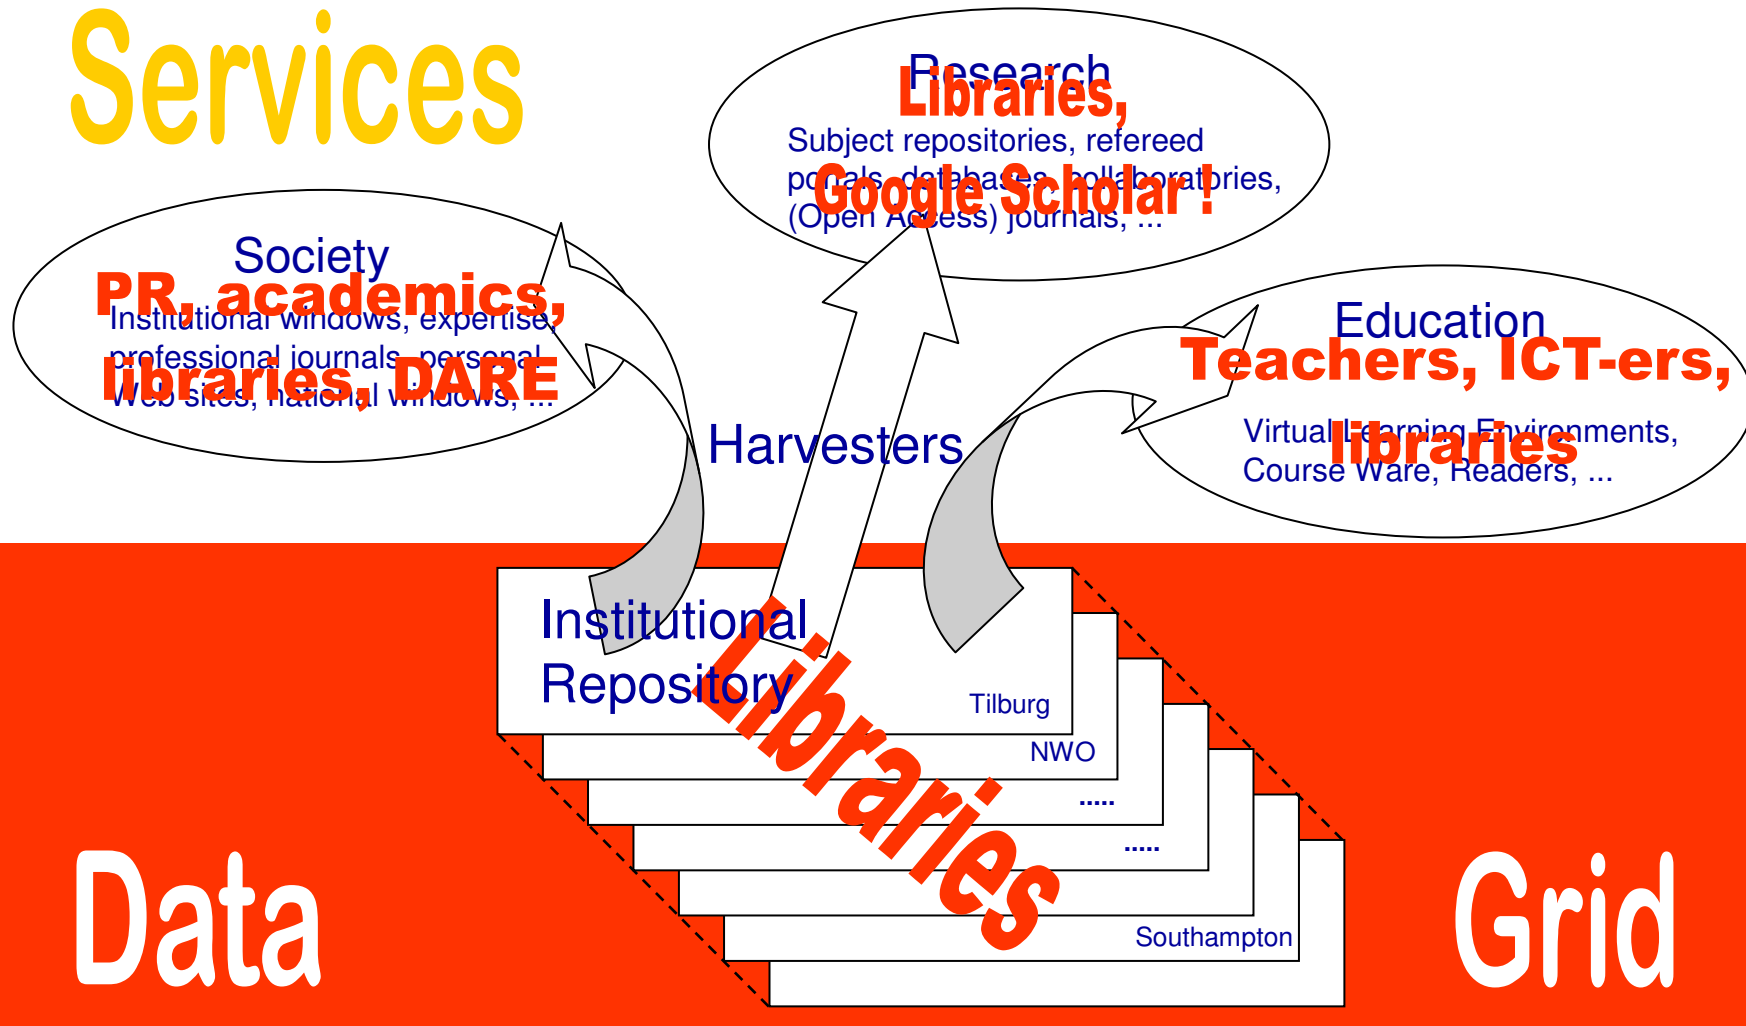 Services
Research
Libraries,
Subject repositories, refereed
portals, databases, collaboratories,
Google Scholar !
(Open Access) journals, ...
Society
PR, academics,
Institutional windows, expertise,
professional journals, personal
libraries, DARE
Web sites, national windows, ...
Education
Teachers, ICT-ers,
Virtual Learning Environments,
libraries
Course Ware, Readers, ...
Harvesters
Institutional
Repository
Libraries
Tilburg
NWO
.....
.....
Southampton
Data
Grid